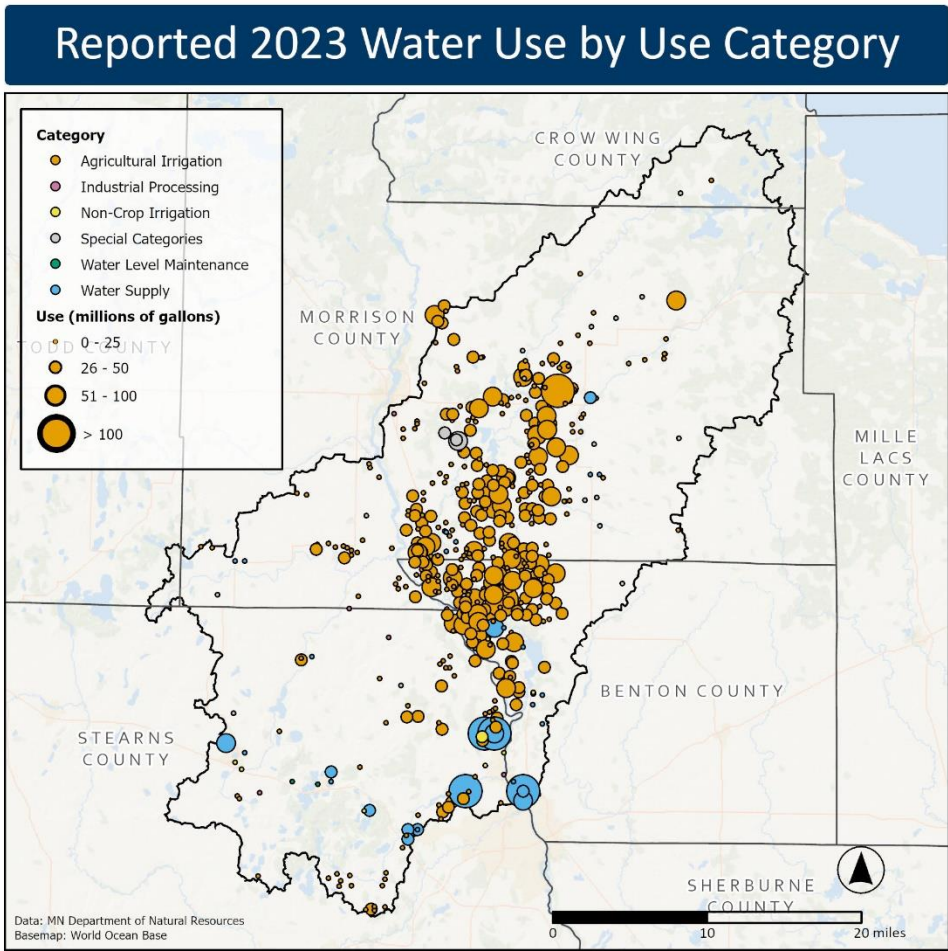 Reported 2023 Water Use by Use Category
Category
Agricultural Irrigation
Industrial Processing
Non-Crop Irrigation
Special Categories
Water Level Maintenance
Water Supply
Use (millions of gallons)
0 - 25
26 - 50
51 - 100
> 100
TODD COUNTY
CROW WING
COUNTY
MORRISON
COUNTY
MILLE
LACS
COUNTY
BENTON COUNTY
STEARNS
COUNTY
SHERBURNE
COUNTY
Data: MN Department of Natural Resources
Basemap: World Ocean Base
0 10 20 miles